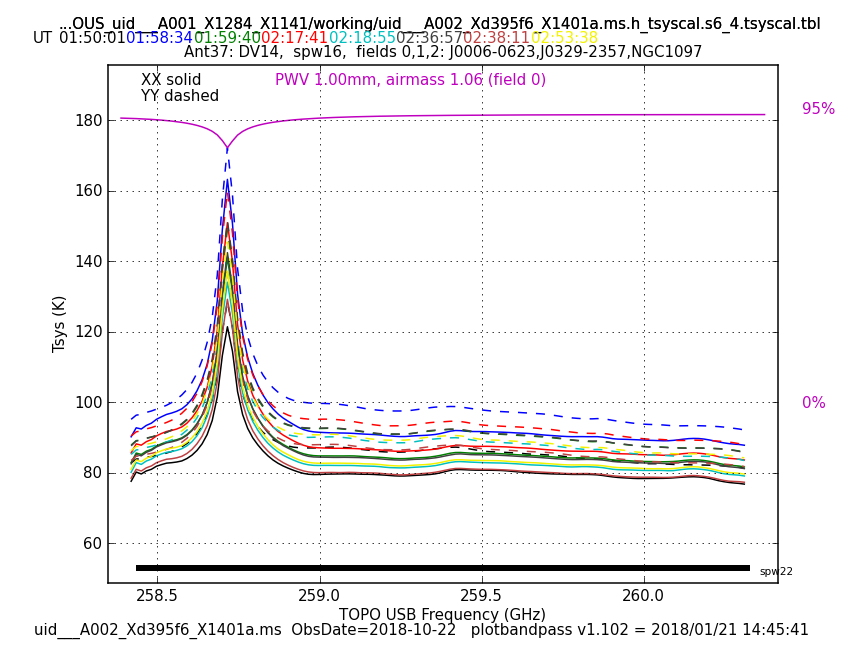 ...OUS_uid___A001_X1284_X1141/working/uid___A002_Xd395f6_X1401a.ms.h_tsyscal.s6_4.tsyscal.tbl
UT 01:50:01 01:58:34 01:59:40 02:17:41 02:18:55 02:36:57 02:38:11 02:53:38
Ant37: DV14,  spw16,  fields 0,1,2: J0006-0623,J0329-2357,NGC1097
XX solid
PWV 1.00mm, airmass 1.06 (field 0)
YY dashed
95%
0%
180
160
140
120
100
80
60
Tsys (K)
spw22
258.5
259.0
259.5
260.0
TOPO USB Frequency (GHz)
uid___A002_Xd395f6_X1401a.ms  ObsDate=2018-10-22   plotbandpass v1.102 = 2018/01/21 14:45:41